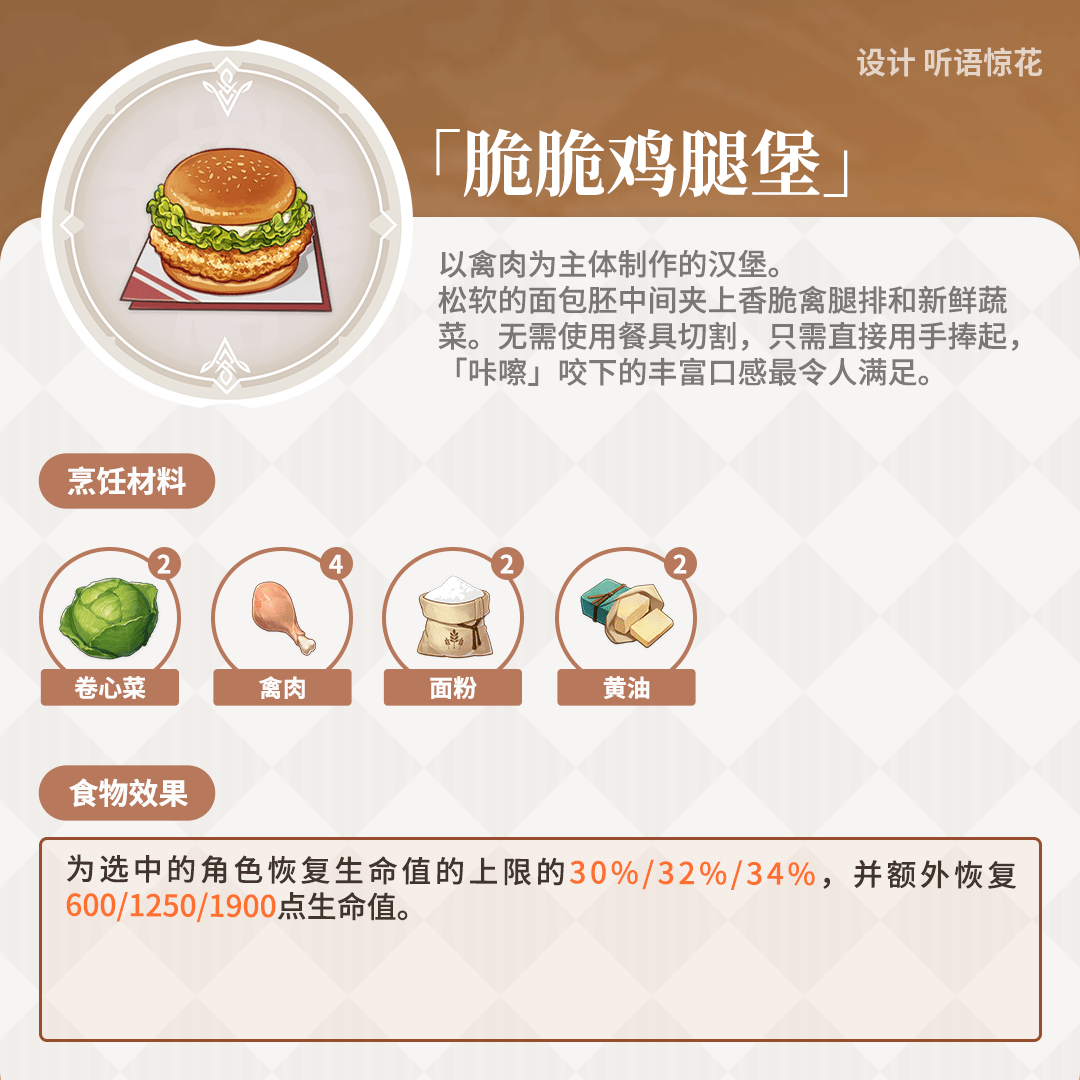 设计 听语惊花
「脆脆鸡腿堡」
以禽肉为主体制作的汉堡。
松软的面包胚中间夹上香脆禽腿排和新鲜蔬
菜。无需使用餐具切割，只需直接用手捧起，
「咔嚓」咬下的丰富口感最令人满足。
烹饪材料
2
4
2
2
卷心菜
禽肉
面粉
黄油
食物效果
为选中的角色恢复生命值的上限的30%/32%/34%，并额外恢复
600/1250/1900点生命值。